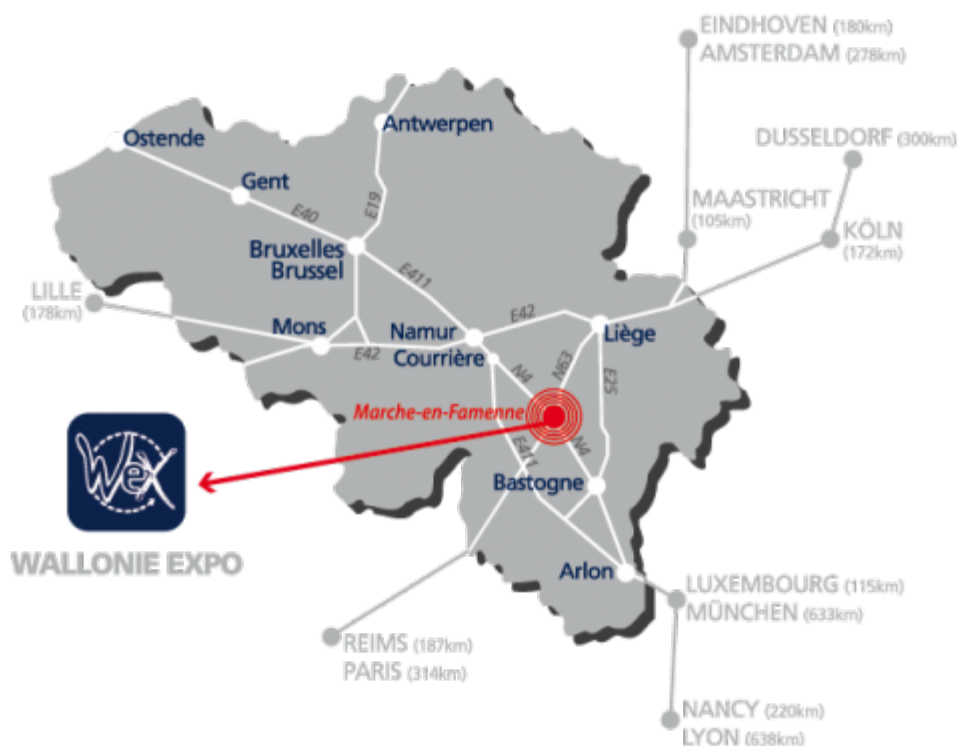 EINDHOVEN (180km)
AMSTERDAM (278km)
DUSSELDORF (300km)
Antwerpen
Ostende
Gent
E40
E19
MAASTRICHT
(105km)
KÖLN
(172km)
Bruxelles
Brussel
E411
LILLE
(178km)
Mons
E42
Namur
Courrière
E42
Liège
N4
N63
E25
Marche-en-Famenne
E411
N4
Wex
WALLONIE EXPO
Bastogne
Arlon
LUXEMBOURG (115km)
MÜNCHEN (633km)
REIMS (187km)
PARIS (314km)
NANCY (220km)
LYON (638km)